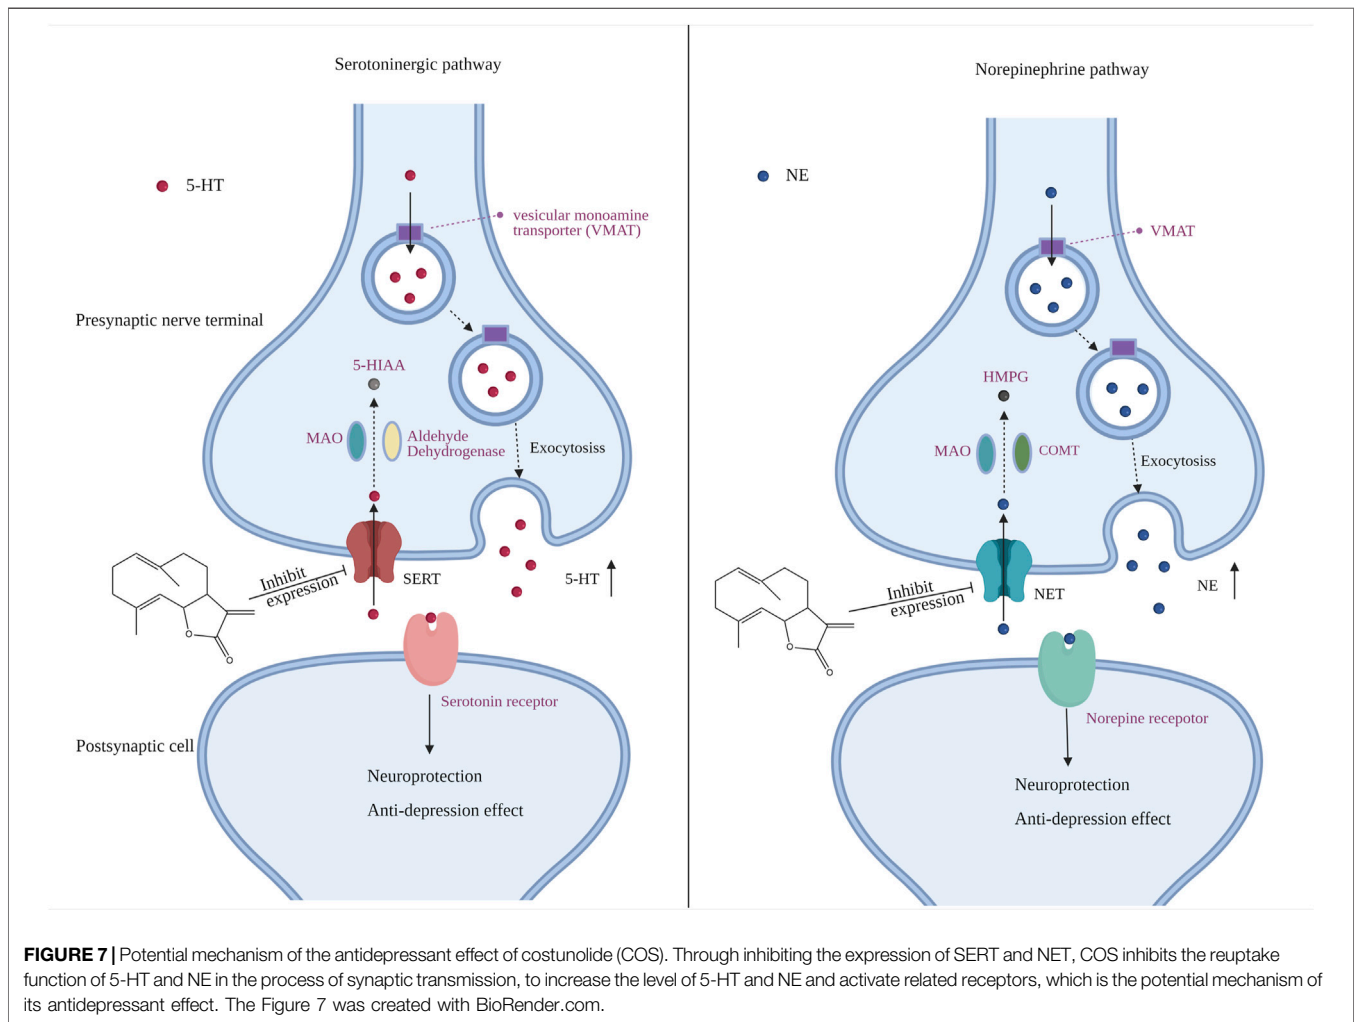 Serotoninergic pathway
5-HT
vesicular monoamine
transporter (VMAT)
Presynaptic nerve terminal
5-HIAA
MAO
Aldehyde
Dehydrogenase
Exocytosiss
Inhibit
expression
SERT
5-HT
O
O
Serotonin receptor
Postsynaptic cell
Neuroprotection
Anti-depression effect
Norepinephrine pathway
NE
VMAT
HMPG
MAO
COMT
Exocytosiss
Inhibit
expression
NET
NE
O
O
Norepine recepotor
Neuroprotection
Anti-depression effect
FIGURE 7 | Potential mechanism of the antidepressant effect of costunolide (COS). Through inhibiting the expression of SERT and NET, COS inhibits the reuptake
function of 5-HT and NE in the process of synaptic transmission, to increase the level of 5-HT and NE and activate related receptors, which is the potential mechanism of
its antidepressant effect. The Figure 7 was created with BioRender.com.